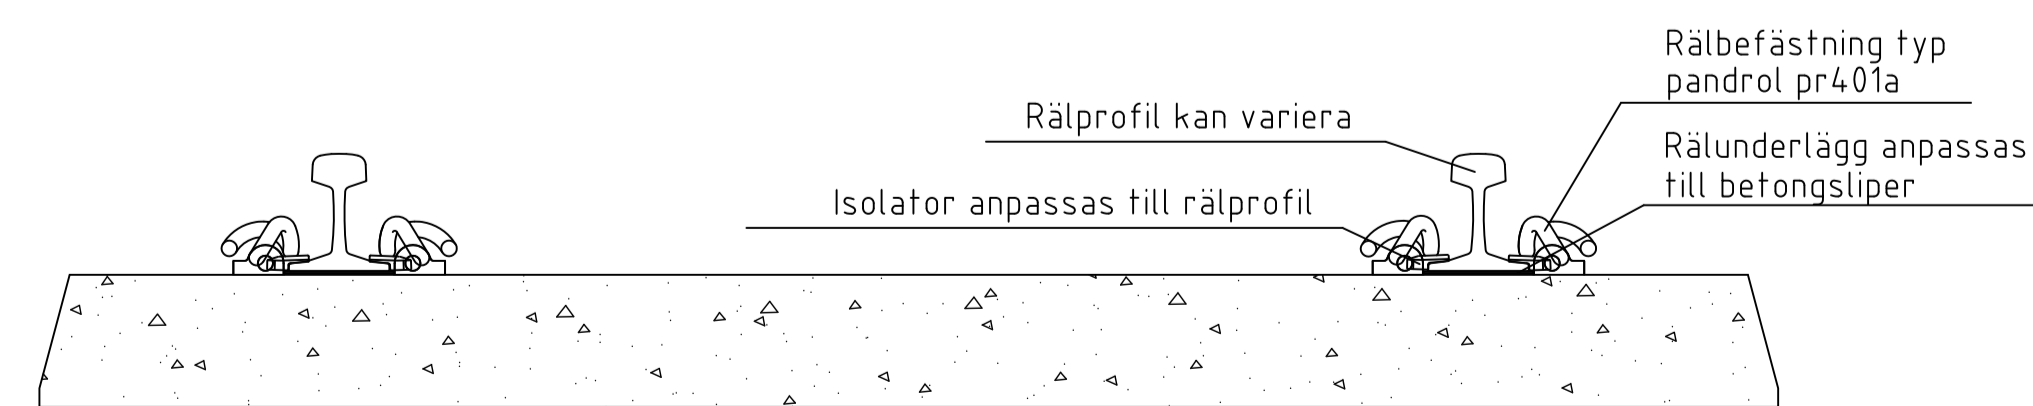 Rälbefästning typ
pandrol pr401a
Rälprofil kan variera
Rälunderlägg anpassas
till betongsliper
Isolator anpassas till rälprofil